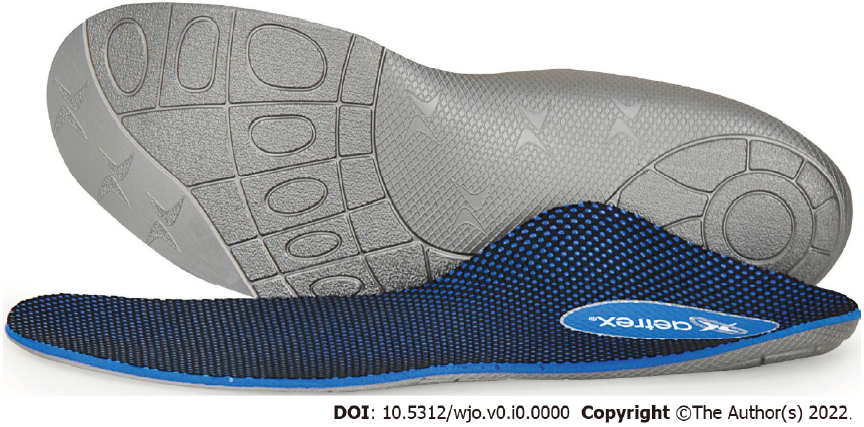 aetrex®
DOI: 10.5312/wjo.v0.i0.0000 Copyright ©The Author(s) 2022.